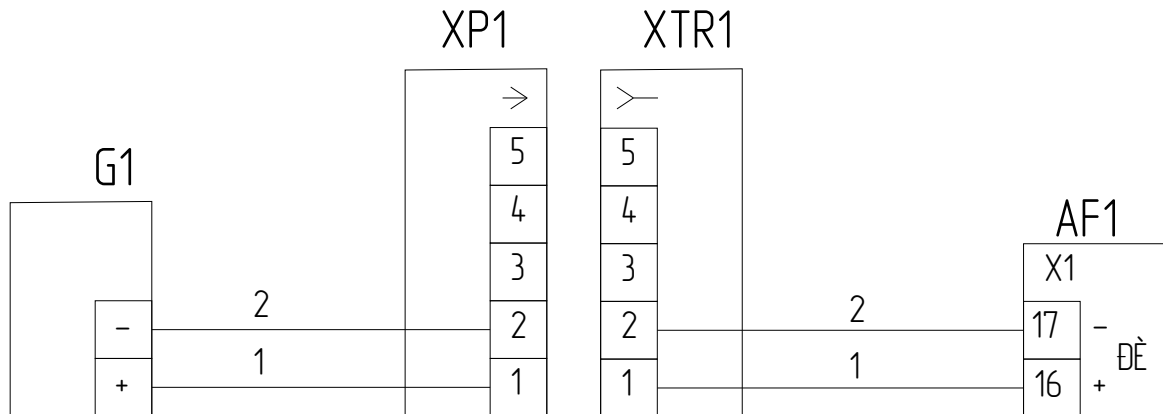 XP1 XTR1
5 5
G1
4 4
AF1
3 3 X1
2 2
- 2 2 17 -
ĐÈ
1 1
+ 1 1 16 +